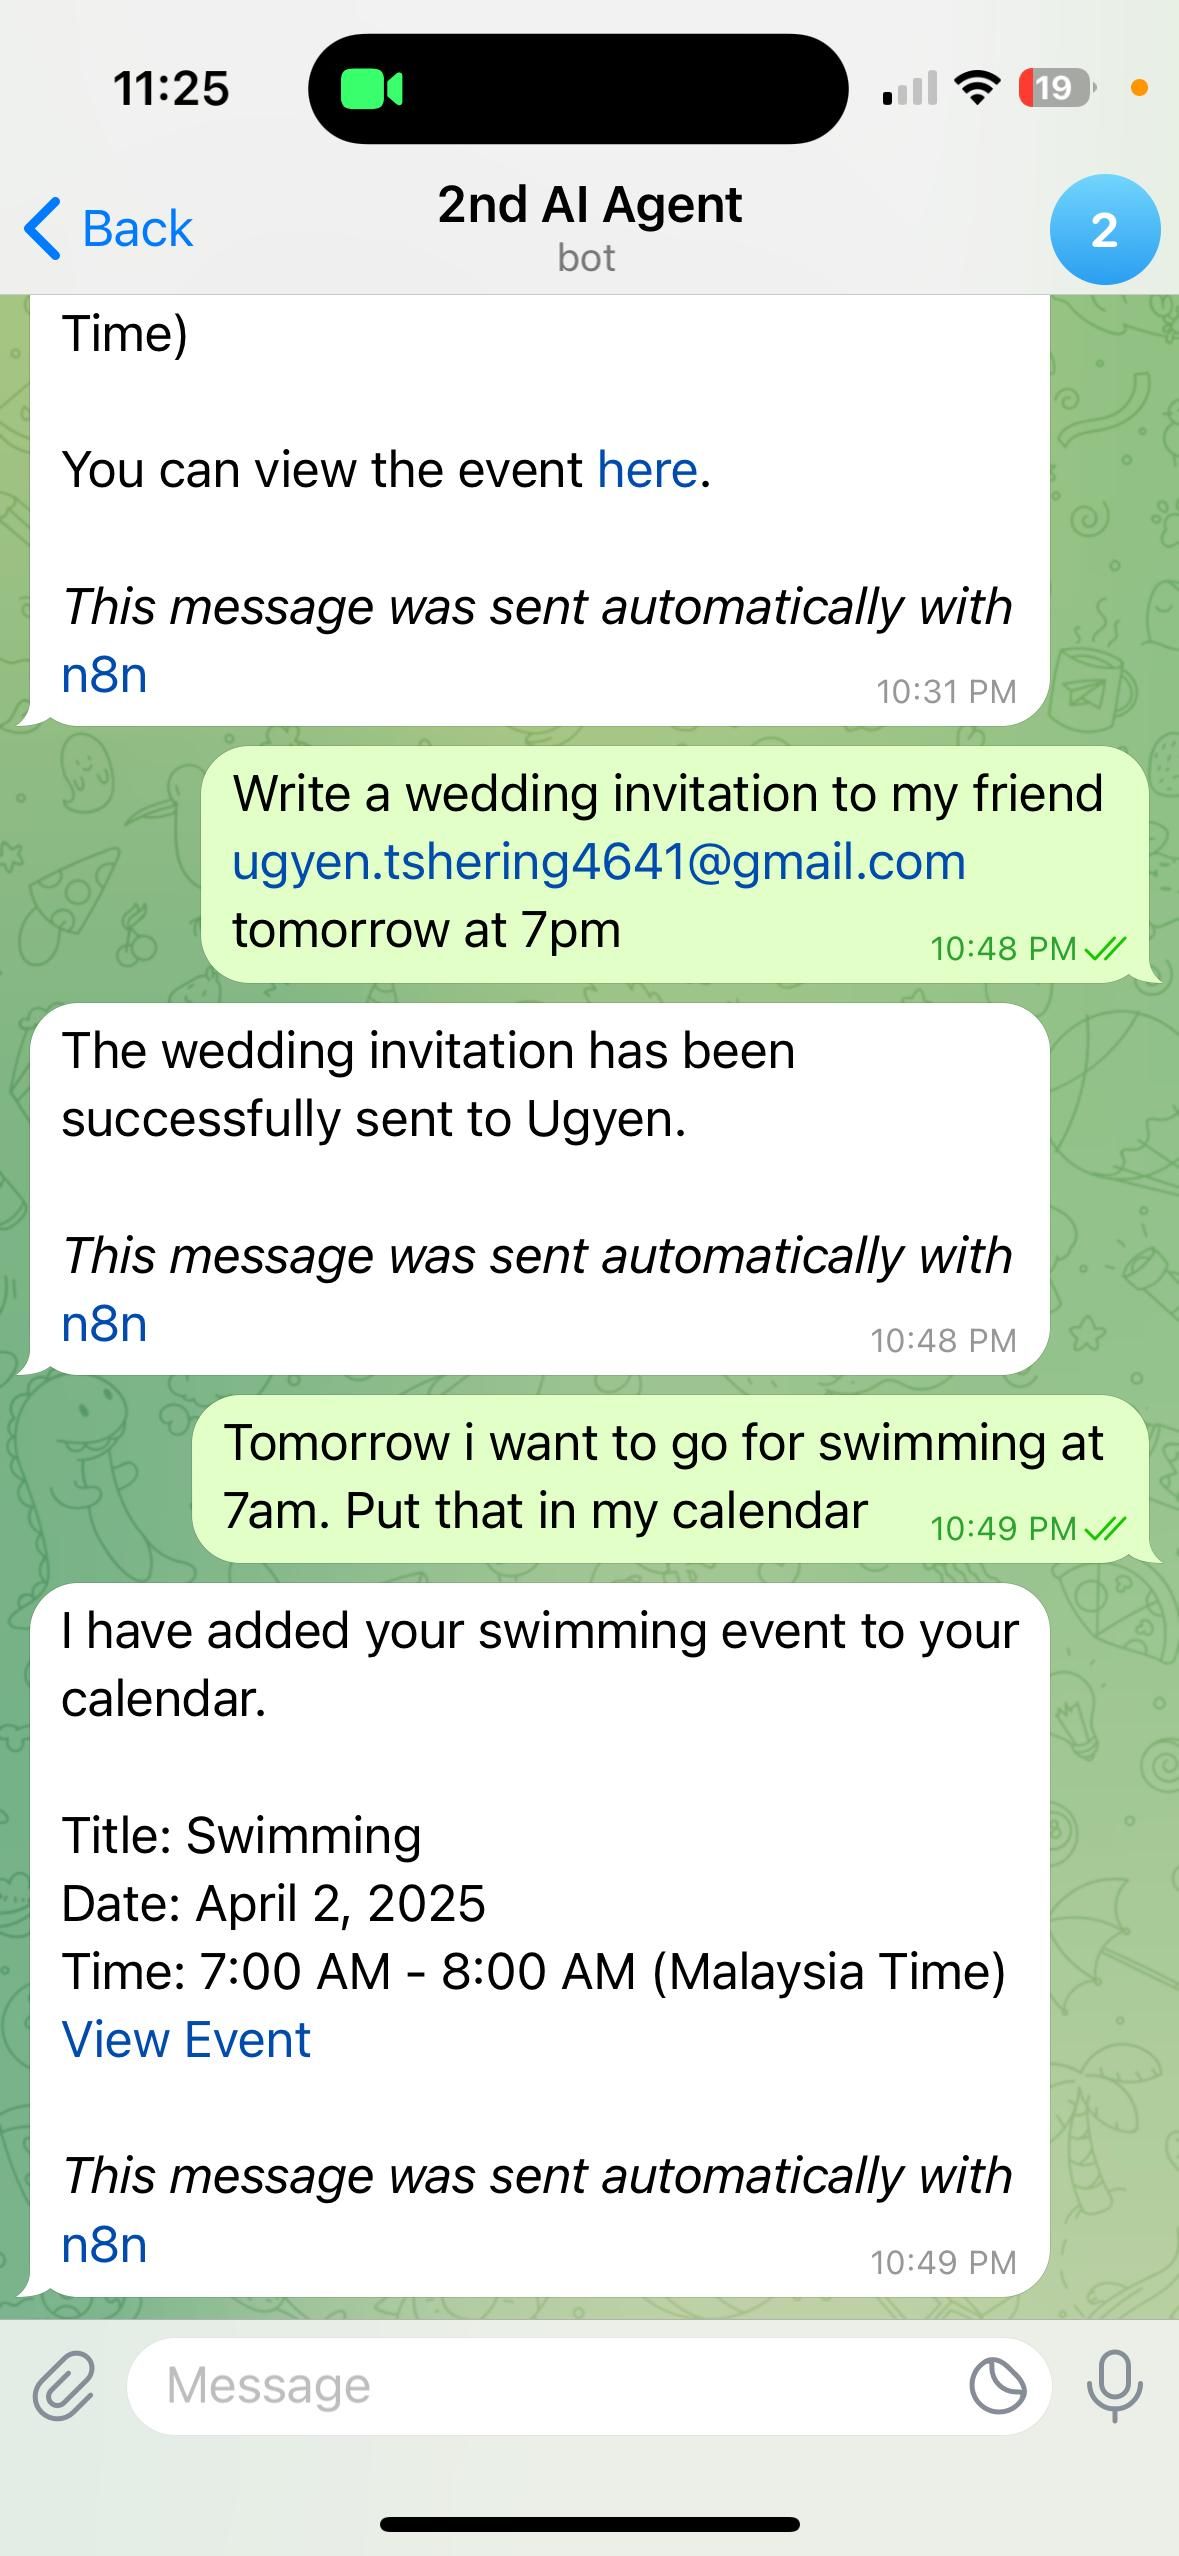 11:25
19
Back
2nd AI Agent
bot
2
Time)
You can view the event here.
This message was sent automatically with
n8n
10:31 PM
Write a wedding invitation to my friend
ugyen.tshering4641@gmail.com
tomorrow at 7pm
10:48 PM
The wedding invitation has been
successfully sent to Ugyen.
This message was sent automatically with
n8n
10:48 PM
Tomorrow i want to go for swimming at
7am. Put that in my calendar
10:49 PM
I have added your swimming event to your
calendar.
Title: Swimming
Date: April 2, 2025
Time: 7:00 AM - 8:00 AM (Malaysia Time)
View Event
This message was sent automatically with
n8n
10:49 PM
Message